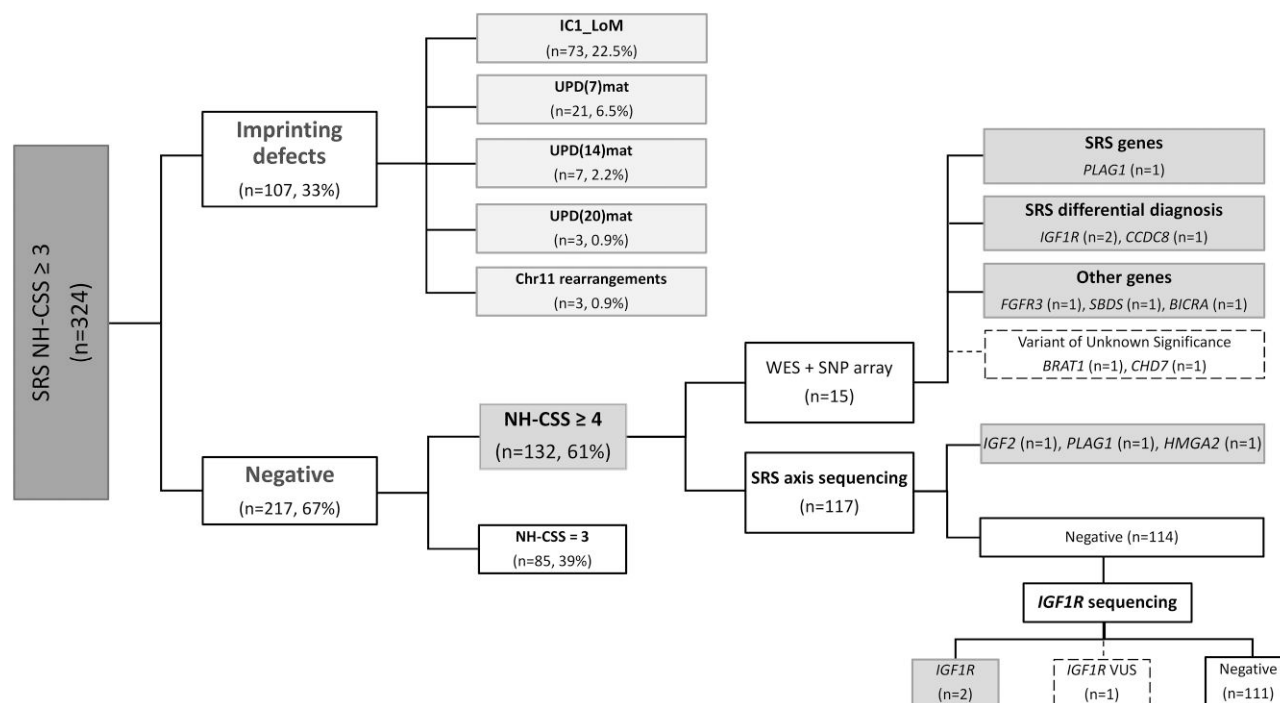 SRS NH-CSS ≥ 3
(n=324)
Imprinting
defects
(n=107, 33%)
IC1_LoM
(n=73, 22.5%)
UPD(7)mat
(n=21, 6.5%)
UPD(14)mat
(n=7, 2.2%)
UPD(20)mat
(n=3, 0.9%)
Chr11 rearrangements
(n=3, 0.9%)
Negative
(n=217, 67%)
NH-CSS ≥ 4
(n=132, 61%)
NH-CSS = 3
(n=85, 39%)
WES + SNP array
(n=15)
SRS genes
PLAG1 (n=1)
SRS differential diagnosis
IGF1R (n=2), CCDC8 (n=1)
Other genes
FGFR3 (n=1), SBDS (n=1), BICRA (n=1)
Variant of Unknown Significance
BRAT1 (n=1), CHD7 (n=1)
SRS axis sequencing
(n=117)
IGF2 (n=1), PLAG1 (n=1), HMGA2 (n=1)
Negative (n=114)
IGF1R sequencing
IGF1R
(n=2)
IGF1R VUS
(n=1)
Negative
(n=111)